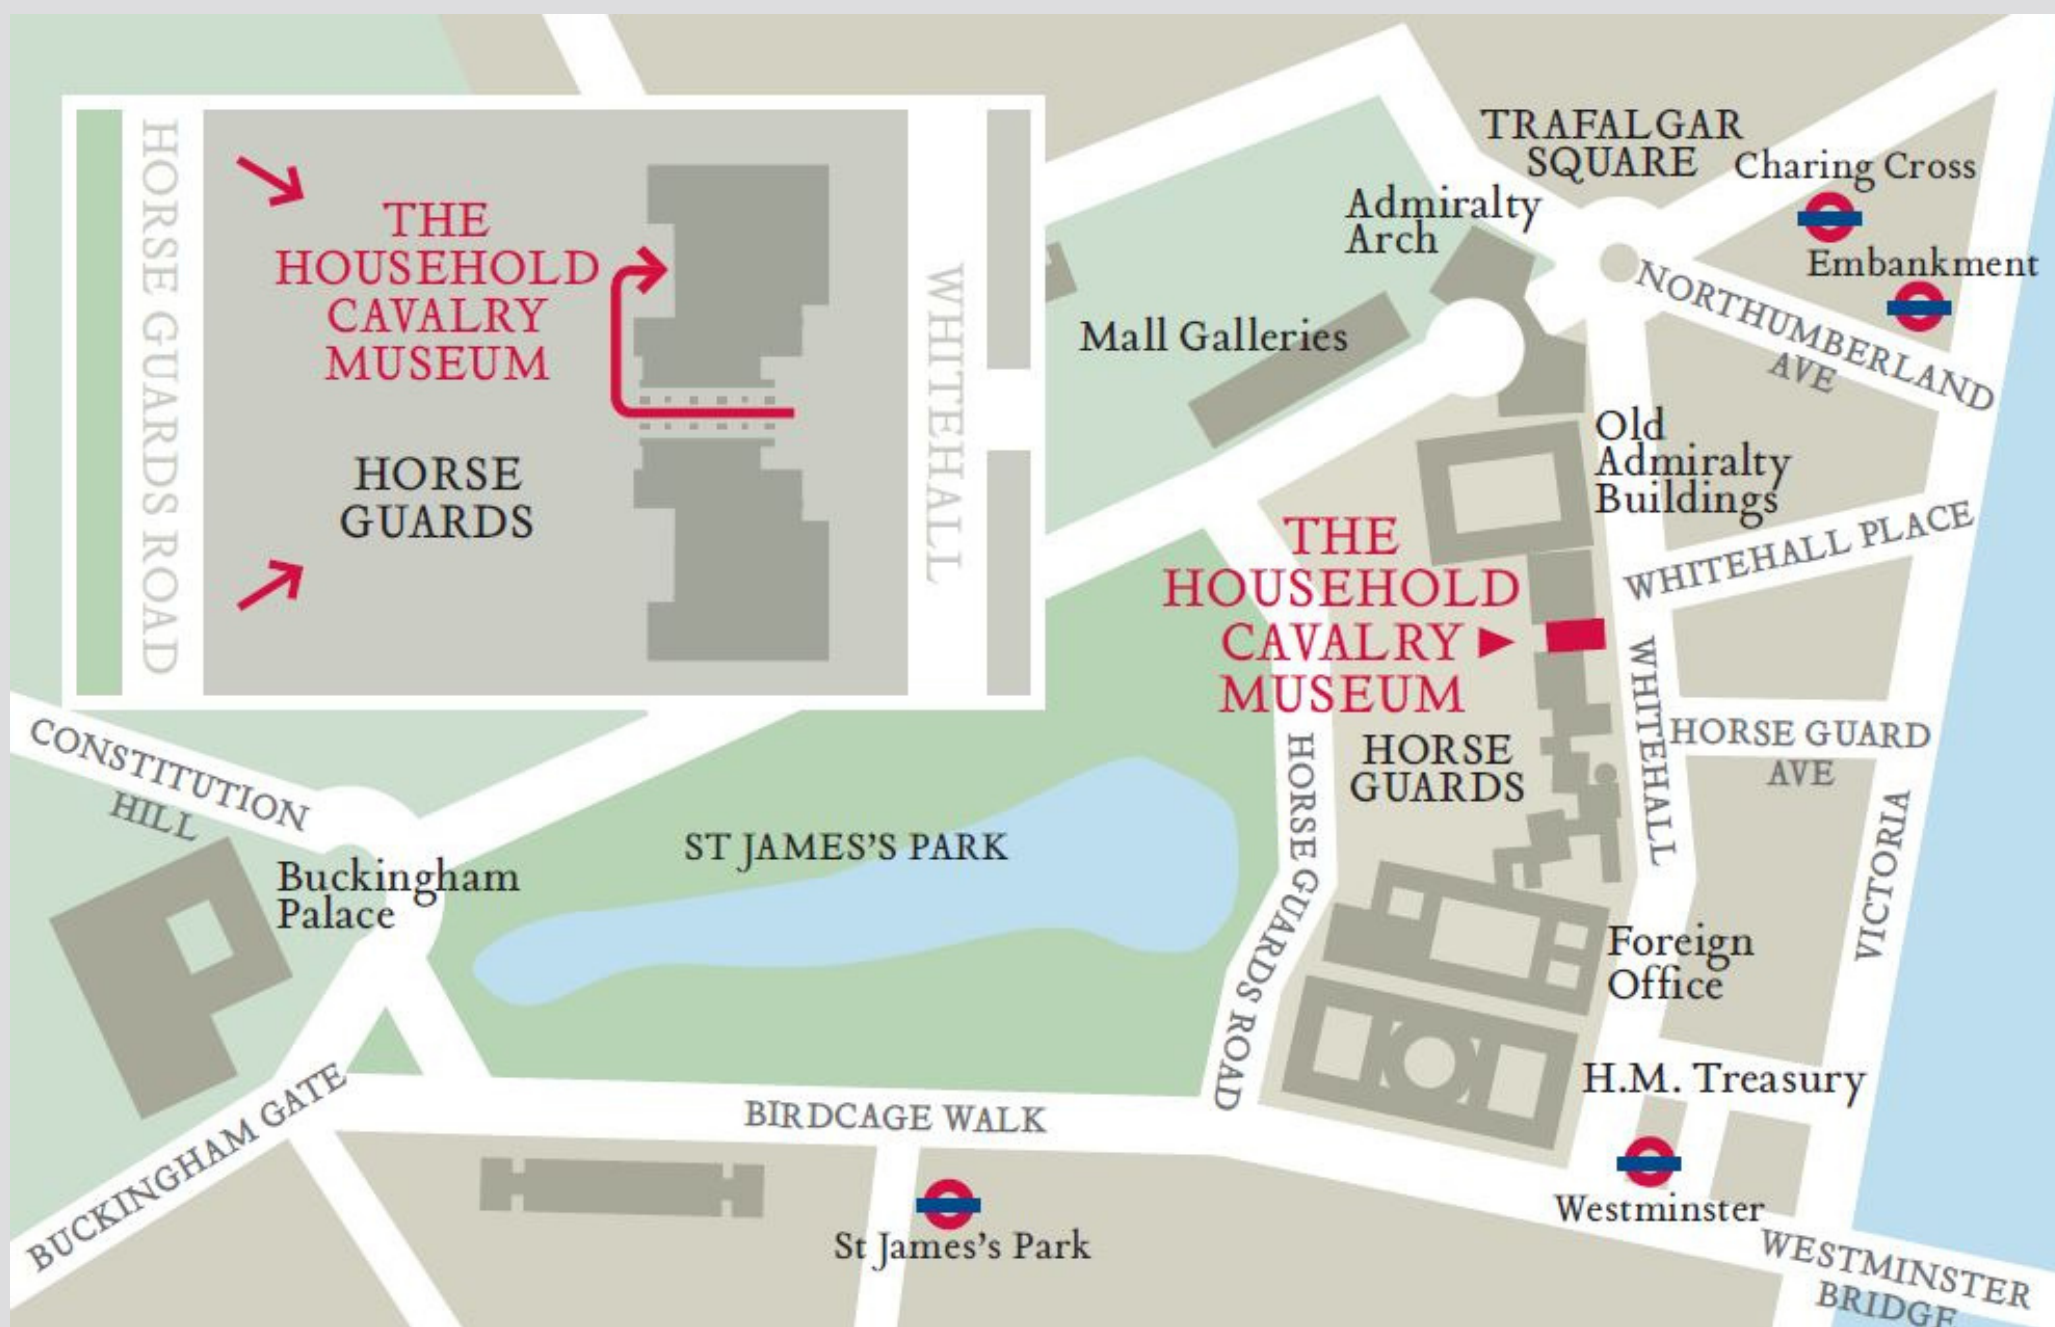 HORSE GUARDS ROAD
THE
HOUSEHOLD
CAVALRY
MUSEUM
HORSE
GUARDS
WHITEHALL
TRAFALGAR
SQUARE
Charing Cross
Admiralty
Arch
Embankment
NORTHUMBERLAND
AVE
Mall Galleries
Old
Admiralty
Buildings
WHITEHALL PLACE
THE
HOUSEHOLD
CAVALRY
MUSEUM
WHITEHALL
HORSE GUARD
AVE
HORSE
GUARDS
HORSE GUARDS ROAD
VICTORIA
CONSTITUTION
HILL
Buckingham
Palace
ST JAMES'S PARK
Foreign
Office
H.M. Treasury
BUCKINGHAM GATE
BIRDCAGE WALK
St James's Park
Westminster
WESTMINSTER
BRIDGE